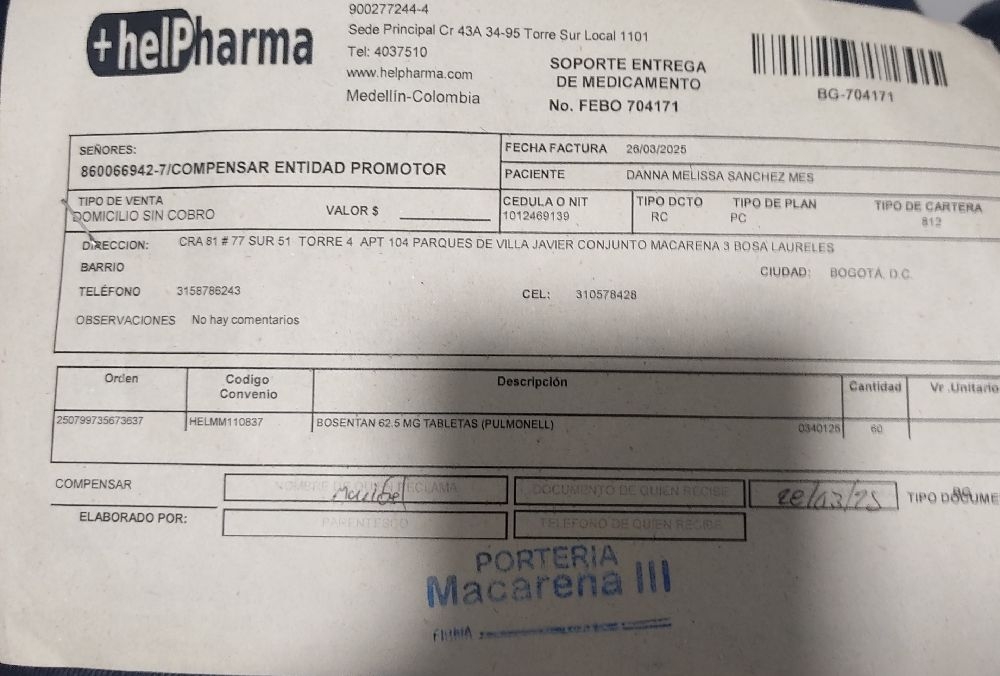 +helPharma
900277244-4
Sede Principal Cr 43A 34-95 Torre Sur Local 1101
Tel: 4037510
www.helpharma.com
Medellín-Colombia
SOPORTE ENTREGA
DE MEDICAMENTO
No. FEBO 704171
BG-704171
SEÑORES:
860066942-7/COMPENSAR ENTIDAD PROMOTOR
FECHA FACTURA 26/03/2025
PACIENTE DANNA MELISSA SANCHEZ MES
TIPO DE VENTA
DOMICILIO SIN COBRO VALOR $
CEDULA O NIT
1012469139
TIPO DCTO
RC
TIPO DE PLAN
PC
TIPO DE CARTERA
812
DIRECCION: CRA 81 # 77 SUR 51 TORRE 4 APT 104 PARQUES DE VILLA JAVIER CONJUNTO MACARENA 3 BOSA LAURELES
BARRIO CIUDAD: BOGOTÁ, D.C.
TELÉFONO 3158786243 CEL: 310578428
OBSERVACIONES No hay comentarios
Orden Codigo Convenio Descripción Cantidad Vr .Unitario
250799735673637 HELMM110837 BOSENTAN 62.5 MG TABLETAS (PULMONELL) 0340126 60
COMPENSAR NOMBRE DE QUIEN RECLAMA DOCUMENTO DE QUIEN RECIBE TIPO DOCUME
ELABORADO POR: PARENTESCO TELEFONO DE QUIEN RECIBE
PORTERIA
Macarena III
FIRMA